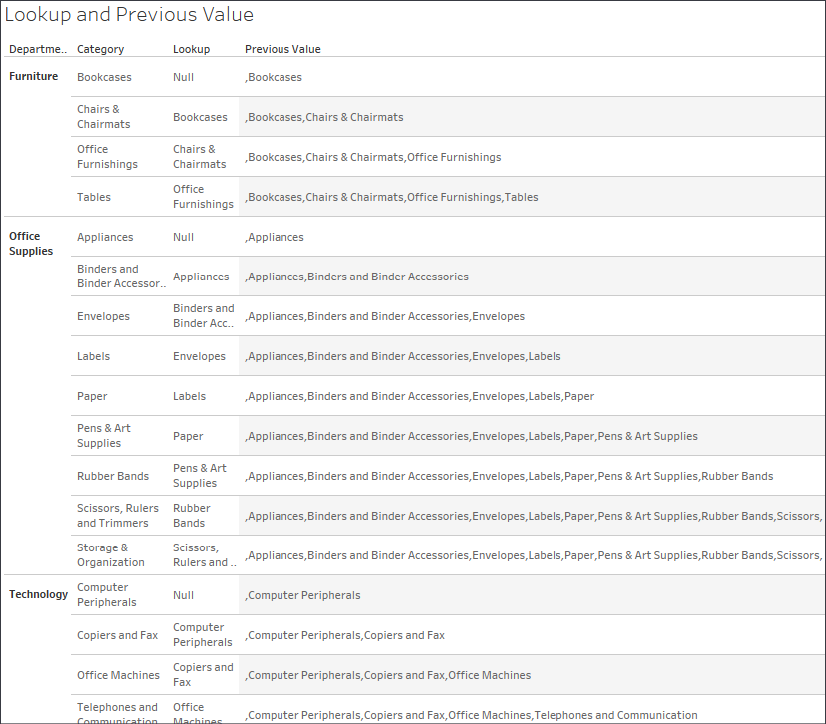 Lookup and Previous Value
Departme.. Category Lookup Previous Value
Furniture Bookcases Null ,Bookcases
Chairs &
Chairmats Bookcases ,Bookcases,Chairs & Chairmats
Office
Furnishings Chairs &
Chairmats ,Bookcases,Chairs & Chairmats,Office Furnishings
Tables Office
Furnishings ,Bookcases,Chairs & Chairmats,Office Furnishings,Tables
Office
Supplies Appliances Null ,Appliances
Binders and
Binder Accessor.. Appliances ,Appliances,Binders and Binder Accessories
Envelopes Binders and
Binder Acc.. ,Appliances,Binders and Binder Accessories,Envelopes
Labels Envelopes ,Appliances,Binders and Binder Accessories,Envelopes,Labels
Paper Labels ,Appliances,Binders and Binder Accessories,Envelopes,Labels,Paper
Pens & Art
Supplies Paper ,Appliances,Binders and Binder Accessories,Envelopes,Labels,Paper,Pens & Art Supplies
Rubber Bands Pens & Art
Supplies ,Appliances,Binders and Binder Accessories,Envelopes,Labels,Paper,Pens & Art Supplies,Rubber Bands
Scissors, Rulers
and Trimmers Rubber
Bands ,Appliances,Binders and Binder Accessories,Envelopes,Labels,Paper,Pens & Art Supplies,Rubber Bands,Scissors,
Storage &
Organization Scissors,
Rulers and .. ,Appliances,Binders and Binder Accessories,Envelopes,Labels,Paper,Pens & Art Supplies,Rubber Bands,Scissors,
Technology Computer
Peripherals Null ,Computer Peripherals
Copiers and Fax Computer
Peripherals ,Computer Peripherals,Copiers and Fax
Office Machines Copiers and
Fax ,Computer Peripherals,Copiers and Fax,Office Machines
Telephones and
Communication Office
Machines ,Computer Peripherals,Copiers and Fax,Office Machines,Telephones and Communication